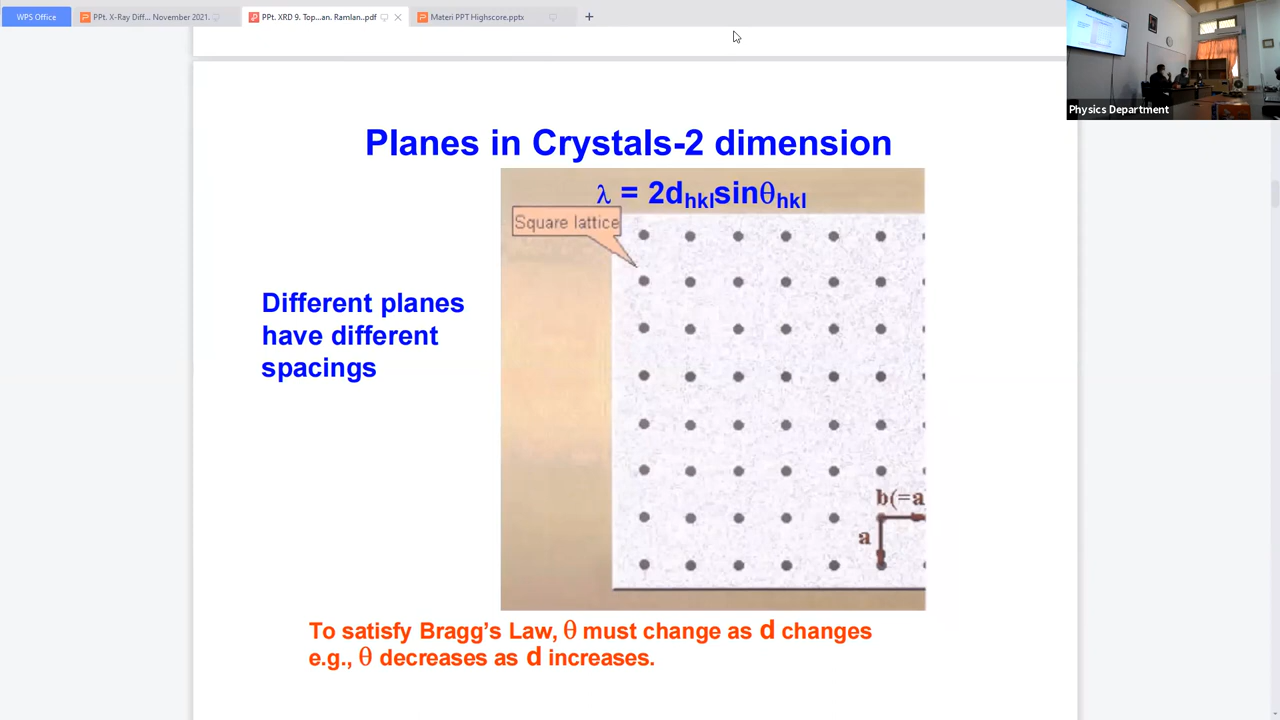 WPS Office
PPt. X-Ray Diff... November 2021.
PPt. XRD 9. Top...an. Ramlan..pdf
Materi PPT Highscore.pptx
Physics Department
Planes in Crystals-2 dimension
λ = 2dhklsinθhkl
Square lattice
Different planes
have different
spacings
b(=a
a
To satisfy Bragg's Law, θ must change as d changes
e.g., θ decreases as d increases.